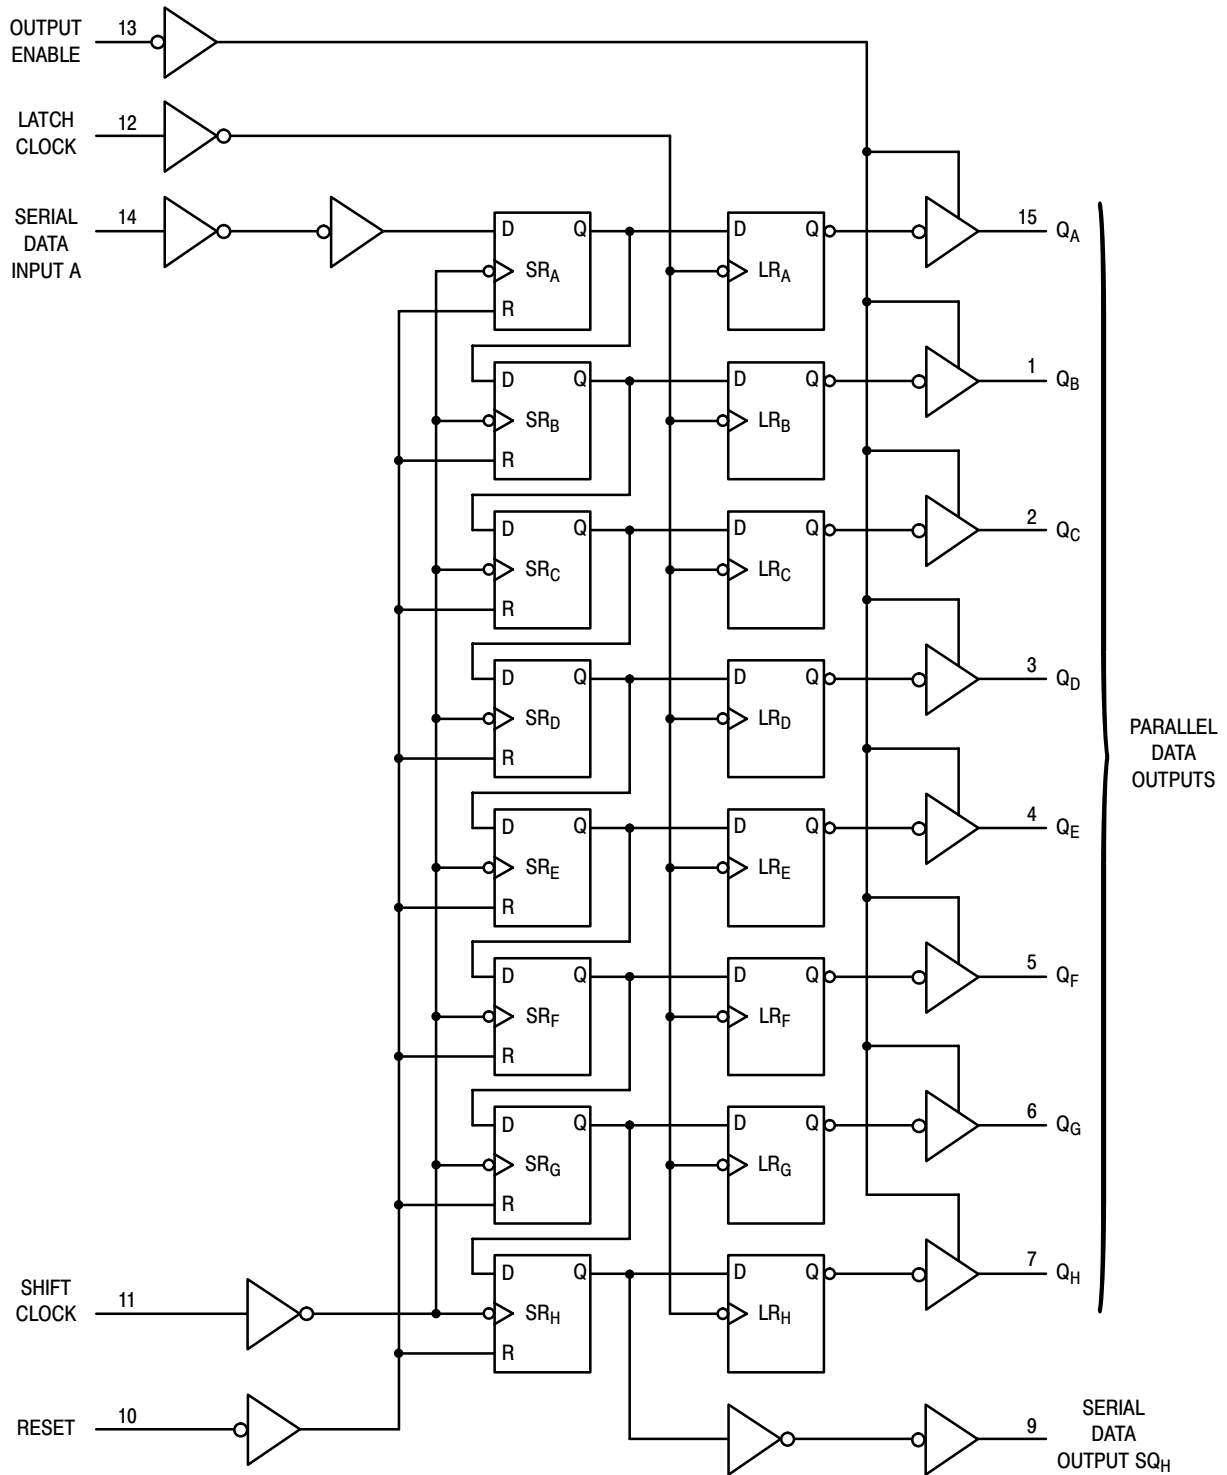 OUTPUT
ENABLE
13
LATCH
CLOCK
12
SERIAL
DATA
INPUT A
14
D Q
SRA
R
D Q
LRA
15
QA
D Q
SRB
R
D Q
LRB
1
QB
D Q
SRC
R
D Q
LRC
2
QC
D Q
SRD
R
D Q
LRD
3
QD
D Q
SRE
R
D Q
LRE
4
QE
D Q
SRF
R
D Q
LRF
5
QF
D Q
SRG
R
D Q
LRG
6
QG
D Q
SRH
R
D Q
LRH
7
QH
PARALLEL
DATA
OUTPUTS
SHIFT
CLOCK
11
RESET
10
9
SERIAL
DATA
OUTPUT SQH